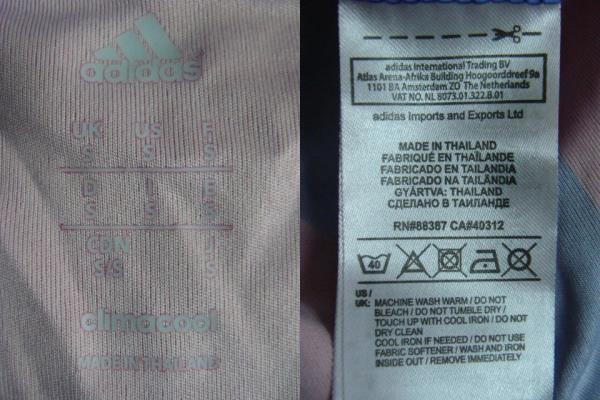 adidas
UK US F
S S S
D I E
S S S
CDN J
S/S S
climacool
MADE IN THAILAND
adidas International Trading BV
Atlas Arena-Afrika Building Hoogoorddreef 9a
1101 BA Amsterdam ZO The Netherlands
VAT NO. NL 8073.01.322.B.01
adidas Imports and Exports Ltd
MADE IN THAILAND
FABRIQUÉ EN THAÏLANDE
FABRICADO EN TAILANDIA
FABRICADO NA TAILÂNDIA
GYÁRTVA: THAILAND
СДЕЛАНО В ТАИЛАНДЕ
RN#88387 CA#40312
40
US /
UK: MACHINE WASH WARM / DO NOT
BLEACH / DO NOT TUMBLE DRY /
TOUCH UP WITH COOL IRON / DO NOT
DRY CLEAN
COOL IRON IF NEEDED / DO NOT USE
FABRIC SOFTENER / WASH AND IRON
INSIDE OUT / REMOVE IMMEDIATELY